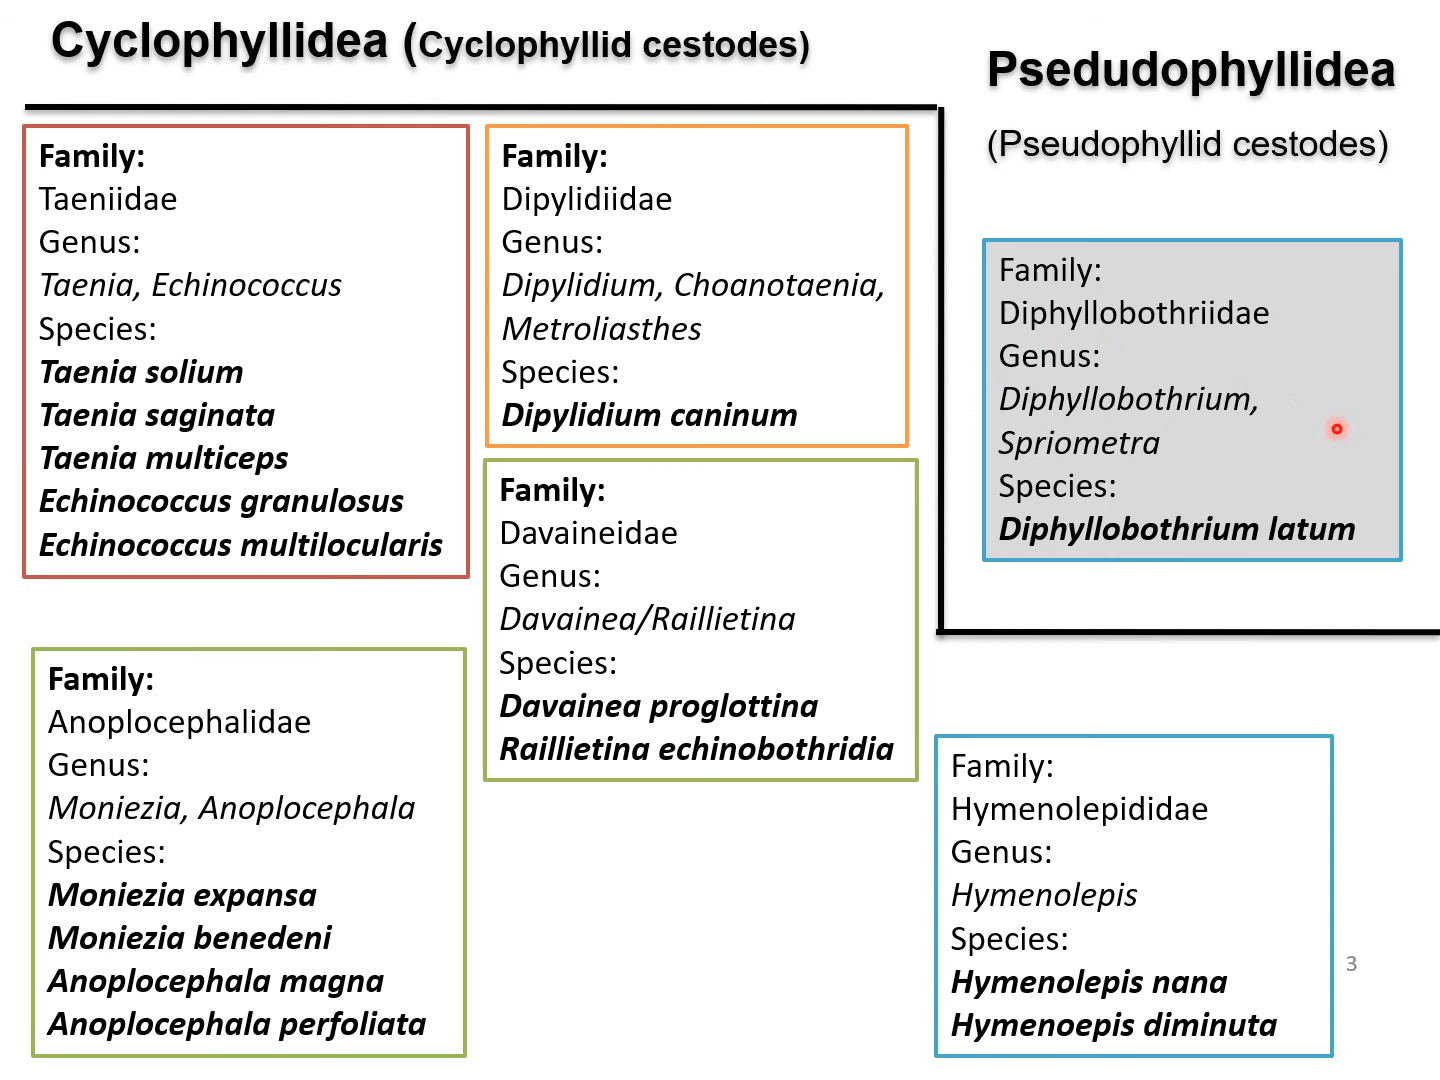 Cyclophyllidea (Cyclophyllid cestodes)
Family:
Taeniidae
Genus:
Taenia, Echinococcus
Species:
Taenia solium
Taenia saginata
Taenia multiceps
Echinococcus granulosus
Echinococcus multilocularis
Family:
Dipylidiidae
Genus:
Dipylidium, Choanotaenia,
Metroliasthes
Species:
Dipylidium caninum
Family:
Davaineidae
Genus:
Davainea/Raillietina
Species:
Davainea proglottina
Raillietina echinobothridia
Family:
Anoplocephalidae
Genus:
Moniezia, Anoplocephala
Species:
Moniezia expansa
Moniezia benedeni
Anoplocephala magna
Anoplocephala perfoliata
Psedudophyllidea
(Pseudophyllid cestodes)
Family:
Diphyllobothriidae
Genus:
Diphyllobothrium,
Spriometra
Species:
Diphyllobothrium latum
Family:
Hymenolepididae
Genus:
Hymenolepis
Species:
Hymenolepis nana
Hymenoepis diminuta
3